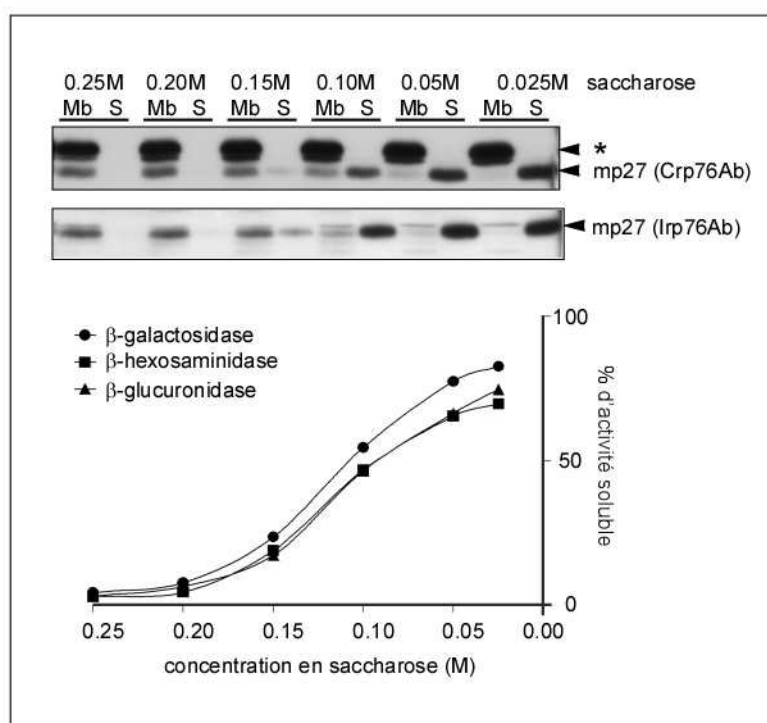 0.25M 0.20M 0.15M 0.10M 0.05M 0.025M saccharose
Mb S Mb S Mb S Mb S Mb S Mb S
*
mp27 (Crp76Ab)
mp27 (Irp76Ab)
β-galactosidase
β-hexosaminidase
β-glucuronidase
100
50
0
% d'activité soluble
0.25 0.20 0.15 0.10 0.05 0.00
concentration en saccharose (M)